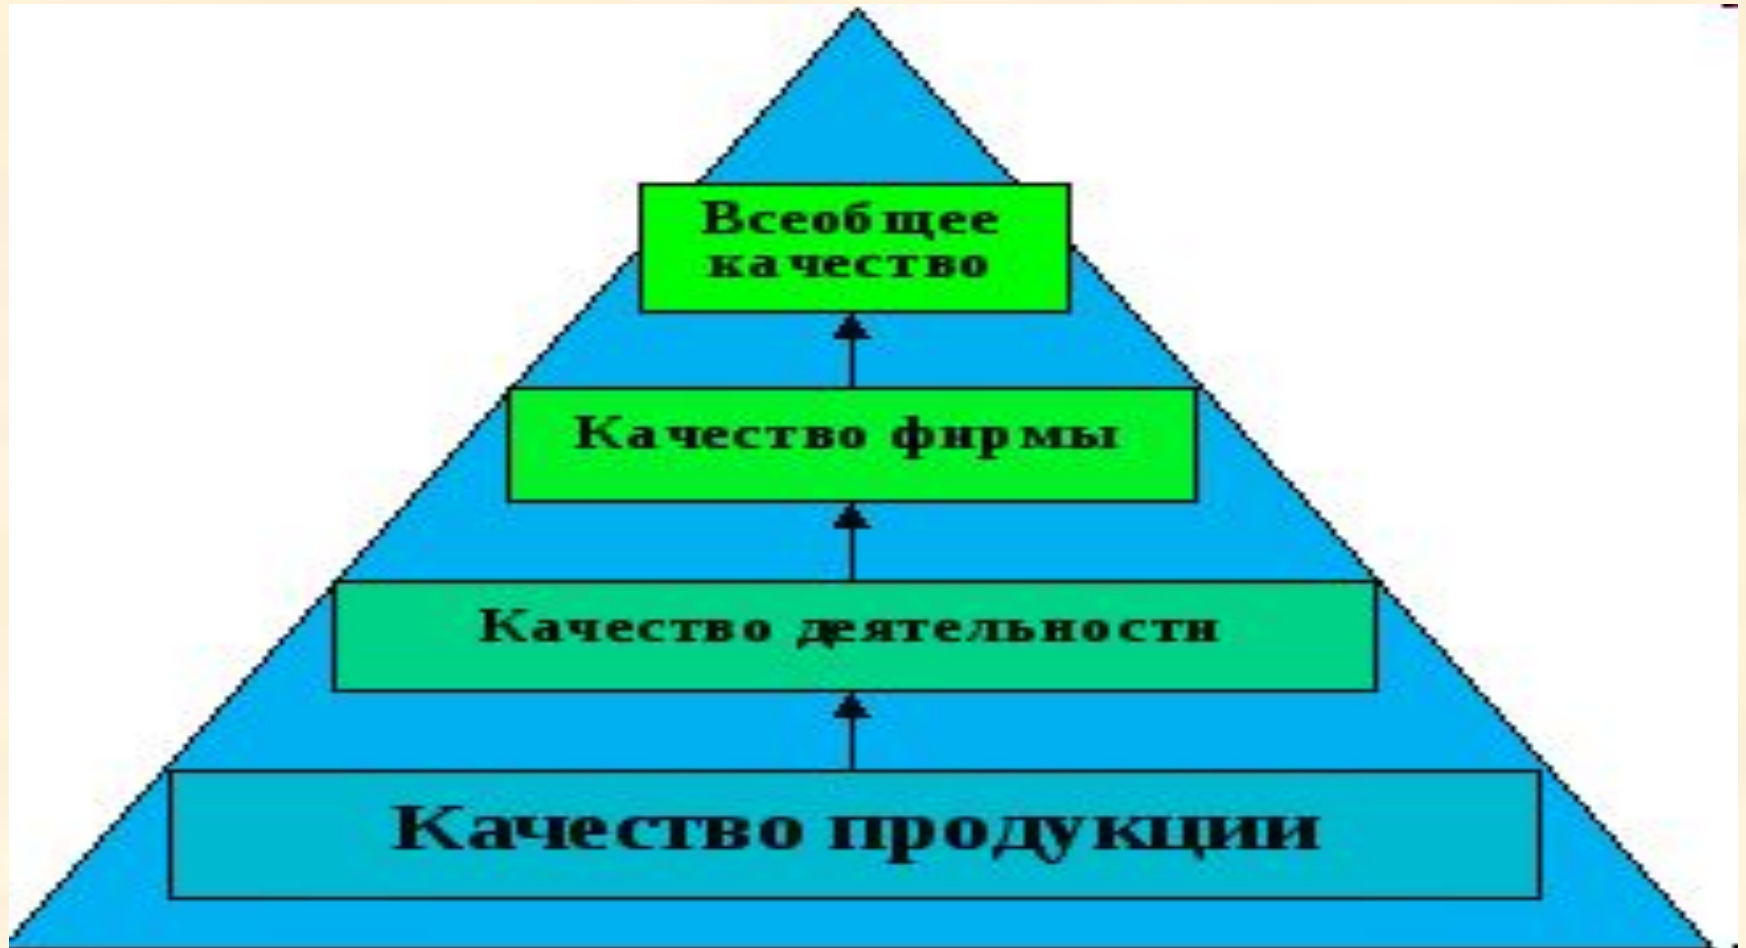 Всеобщее
качество
Качество фирмы
Качество деятельности
Качество продукции